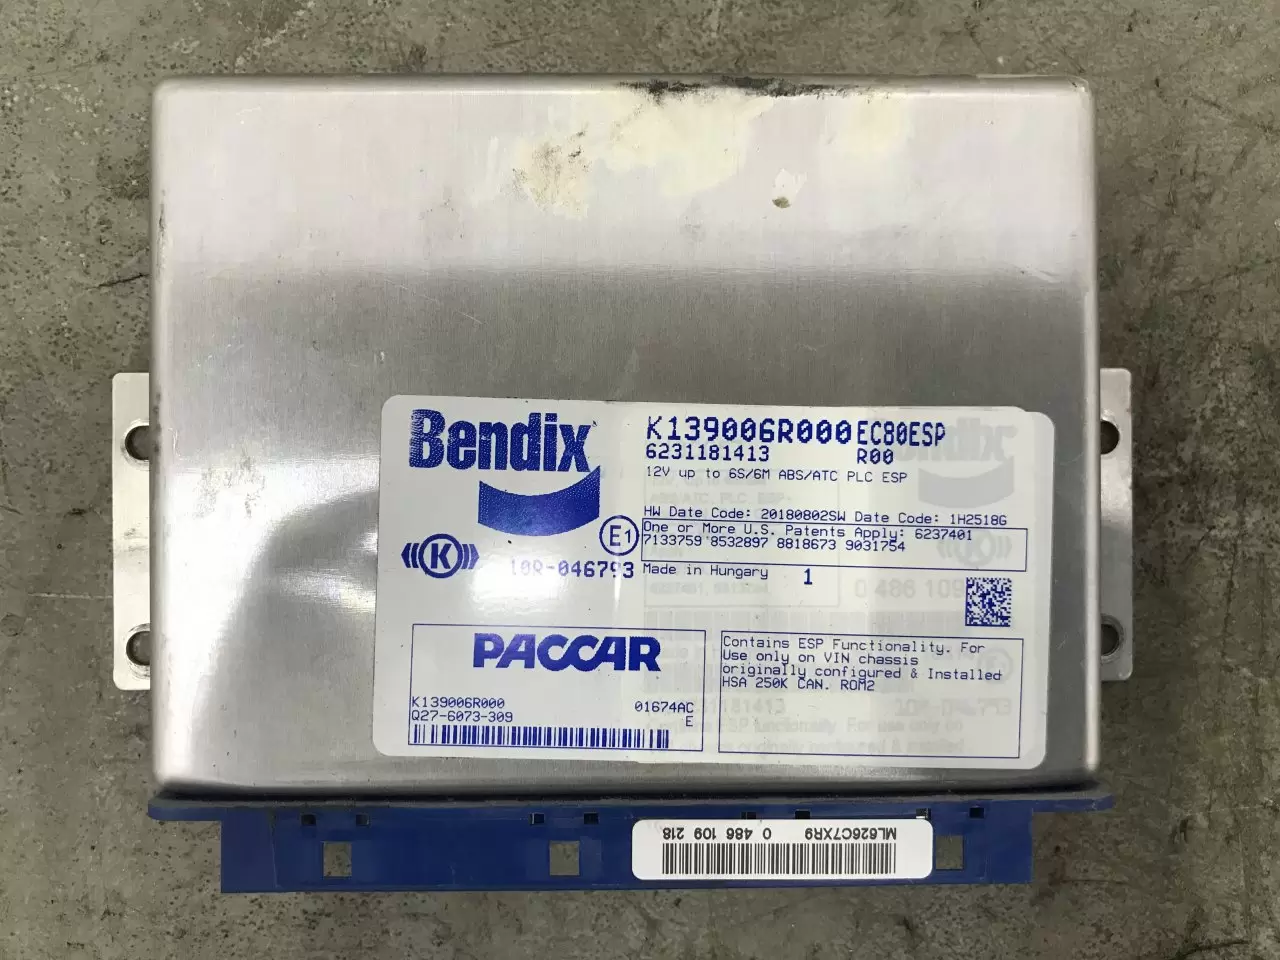 Bendix
K139006R000 EC80ESP
6231181413 R00
12V up to 6S/6M ABS/ATC PLC ESP
HW Date Code: 20180802SW Date Code: 1H2518G
One or More U.S. Patents Apply: 6237401
7133759 8532897 8818673 9031754
E1
K
10R-046793
Made in Hungary 1
0 486 109
PACCAR
K139006R000 01674AC
Q27-6073-309 E
Contains ESP Functionality. For
Use only on VIN chassis
originally configured & Installed
HSA 250K CAN. ROM2
ML626C7XR9 0 486 109 218